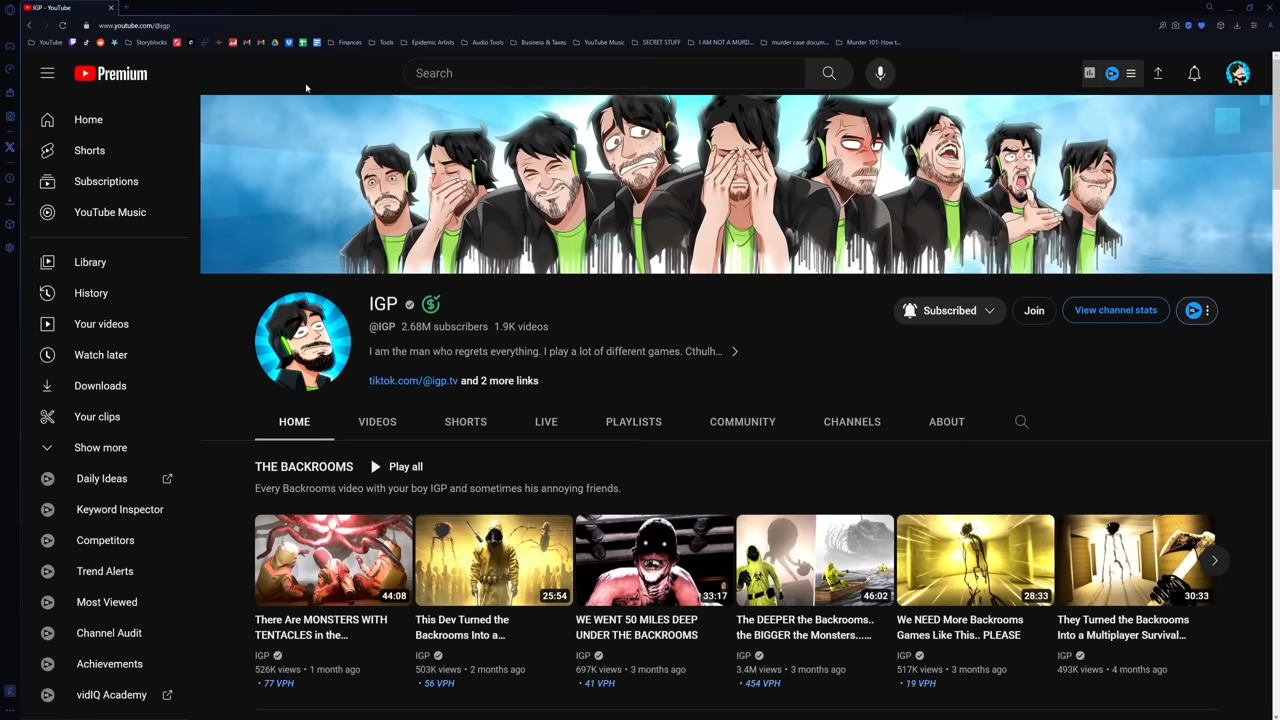 IGP - YouTube
www.youtube.com/@igp
YouTube
Storyblocks
Finances
Tools
Epidemic Artists
Audio Tools
Business & Taxes
YouTube Music
SECRET STUFF
I AM NOT A MURD...
murder case docum...
Murder 101: How t...
Premium
Search
Home
Shorts
Subscriptions
YouTube Music
Library
History
Your videos
Watch later
Downloads
Your clips
Show more
Daily Ideas
Keyword Inspector
Competitors
Trend Alerts
Most Viewed
Channel Audit
Achievements
vidIQ Academy
IGP
@IGP 2.68M subscribers 1.9K videos
I am the man who regrets everything. I play a lot of different games. Cthulh...
tiktok.com/@igp.tv and 2 more links
Subscribed
Join
View channel stats
HOME
VIDEOS
SHORTS
LIVE
PLAYLISTS
COMMUNITY
CHANNELS
ABOUT
THE BACKROOMS
Play all
Every Backrooms video with your boy IGP and sometimes his annoying friends.
44:08
There Are MONSTERS WITH
TENTACLES in the...
IGP
526K views • 1 month ago
• 77 VPH
25:54
This Dev Turned the
Backrooms Into a...
IGP
503K views • 2 months ago
• 56 VPH
33:17
WE WENT 50 MILES DEEP
UNDER THE BACKROOMS
IGP
697K views • 3 months ago
• 41 VPH
46:02
The DEEPER the Backrooms..
the BIGGER the Monsters......
IGP
3.4M views • 3 months ago
• 454 VPH
28:33
We NEED More Backrooms
Games Like This.. PLEASE
IGP
517K views • 3 months ago
• 19 VPH
30:33
They Turned the Backrooms
Into a Multiplayer Survival...
IGP
493K views • 4 months ago